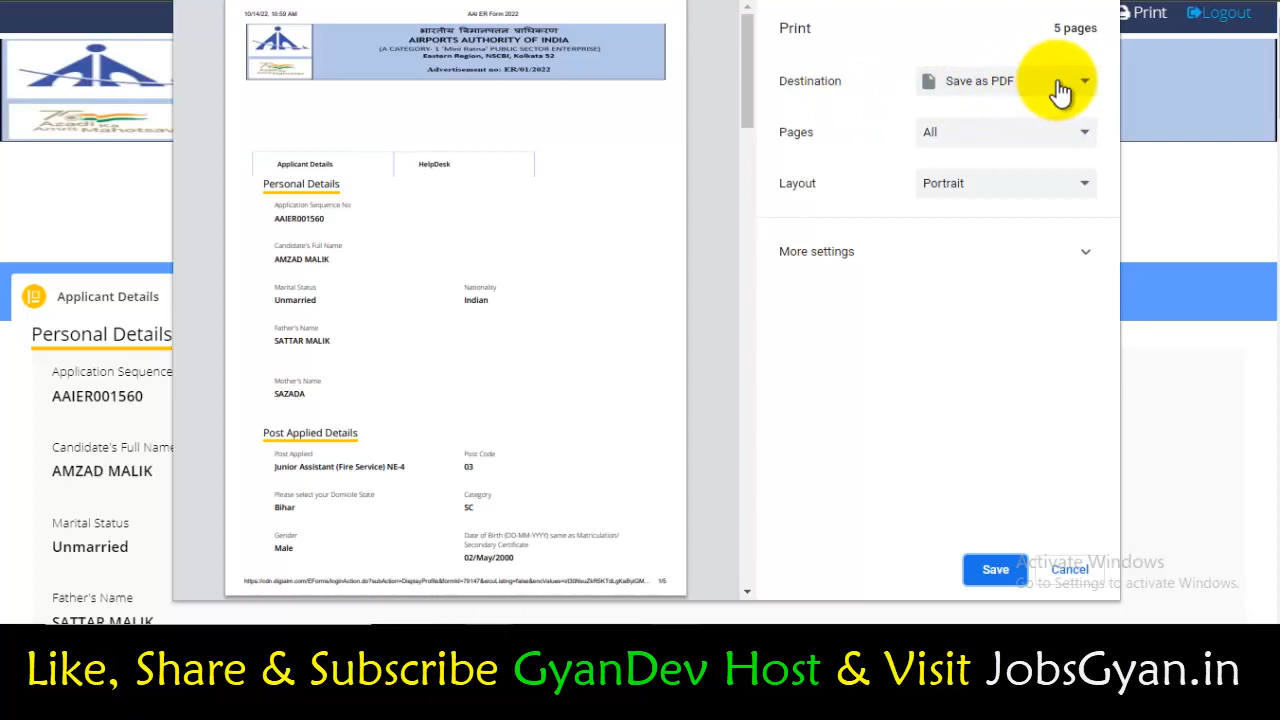 Print Logout
Azadi Ka
Amrit Mahotsav
Applicant Details
Personal Details
Application Sequence
AAIER001560
Candidate's Full Name
AMZAD MALIK
Marital Status
Unmarried
Father's Name
SATTAR MALIK
10/14/22, 10:59 AM AAI ER Form 2022
भारतीय विमानपत्तन प्राधिकरण
AIRPORTS AUTHORITY OF INDIA
(A CATEGORY- 1 'Mini Ratna' PUBLIC SECTOR ENTERPRISE)
Eastern Region, NSCBI, Kolkata 52
Advertisement no: ER/01/2022
Applicant Details HelpDesk
Personal Details
Application Sequence No
AAIER001560
Candidate's Full Name
AMZAD MALIK
Marital Status Nationality
Unmarried Indian
Father's Name
SATTAR MALIK
Mother's Name
SAZADA
Post Applied Details
Post Applied Post Code
Junior Assistant (Fire Service) NE-4 03
Please select your Domicile State Category
Bihar SC
Gender Date of Birth (DD-MM-YYYY) same as Matriculation/
Secondary Certificate
Male 02/May/2000
1/5
Print 5 pages
Destination Save as PDF
Pages All
Layout Portrait
More settings
Save Cancel
Activate Windows
Go to Settings to activate Windows.
Like, Share & Subscribe GyanDev Host & Visit JobsGyan.in